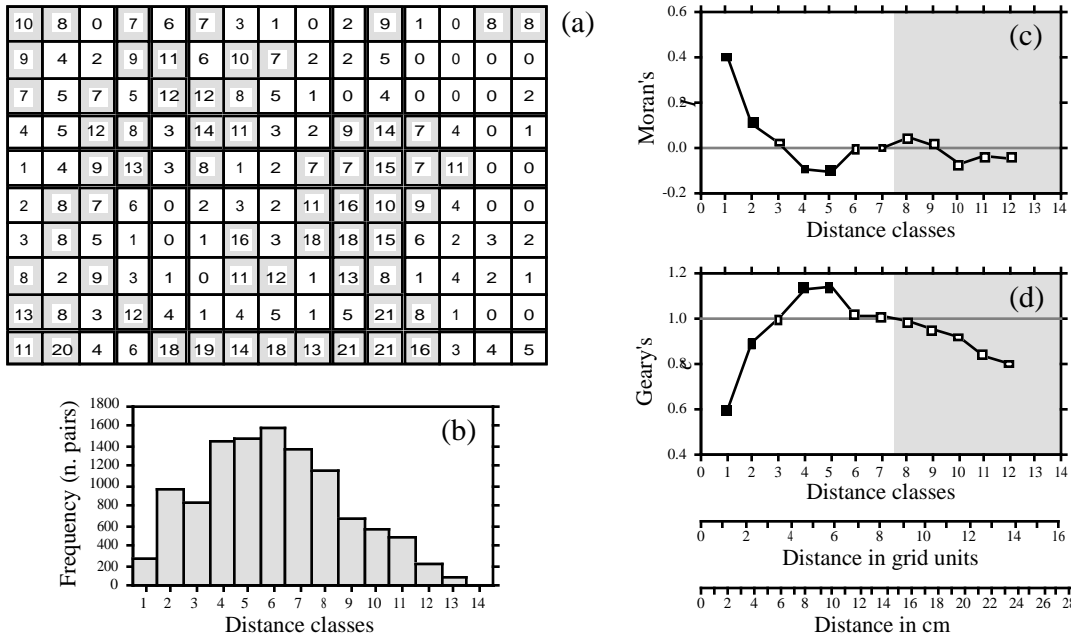 10 8 0 7 6 7 3 1 0 2 9 1 0 8 8
9 4 2 9 11 6 10 7 2 2 5 0 0 0 0
7 5 7 5 12 12 8 5 1 0 4 0 0 0 2
4 5 12 8 3 14 11 3 2 9 14 7 4 0 1
1 4 9 13 3 8 1 2 7 7 15 7 11 0 0
2 8 7 6 0 2 3 2 11 16 10 9 4 0 0
3 8 5 1 0 1 16 3 18 18 15 6 2 3 2
8 2 9 3 1 0 11 12 1 13 8 1 4 2 1
13 8 3 12 4 1 4 5 1 5 21 8 1 0 0
11 20 4 6 18 19 14 18 13 21 21 16 3 4 5
(a)
Frequency (n. pairs)
1800
1600
1400
1200
1000
800
600
400
200
0
(b)
1 2 3 4 5 6 7 8 9 10 11 12 13 14
Distance classes
Moran's
0.4
0.2
0.0
-0.2
(c)
0 1 2 3 4 5 6 7 8 9 10 11 12 13 14
Distance classes
Geary's
1.2
1.0
0.8
0.6
0.4
(d)
0 1 2 3 4 5 6 7 8 9 10 11 12 13 14
Distance classes
0 2 4 6 8 10 12 14 16
Distance in grid units
0 2 4 6 8 10 12 14 16 18 20 22 24 26 28
Distance in cm